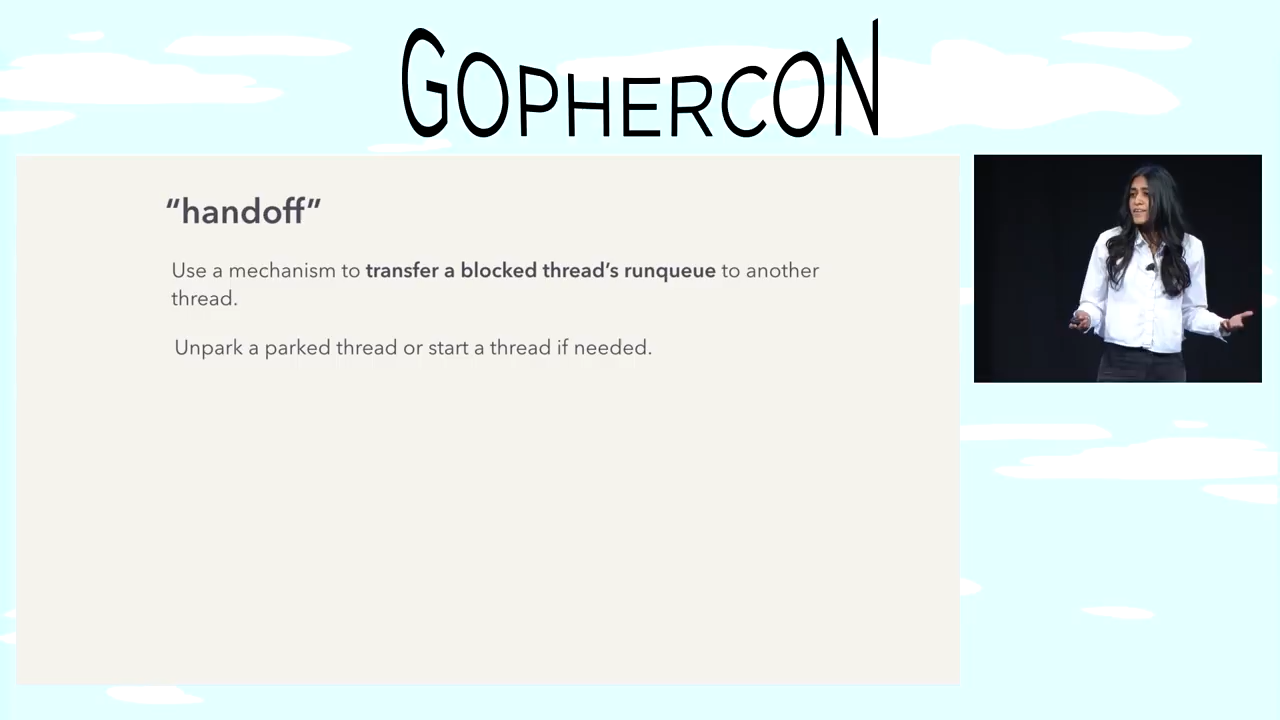 GOPHERCON
“handoff”
Use a mechanism to transfer a blocked thread’s runqueue to another
thread.
Unpark a parked thread or start a thread if needed.